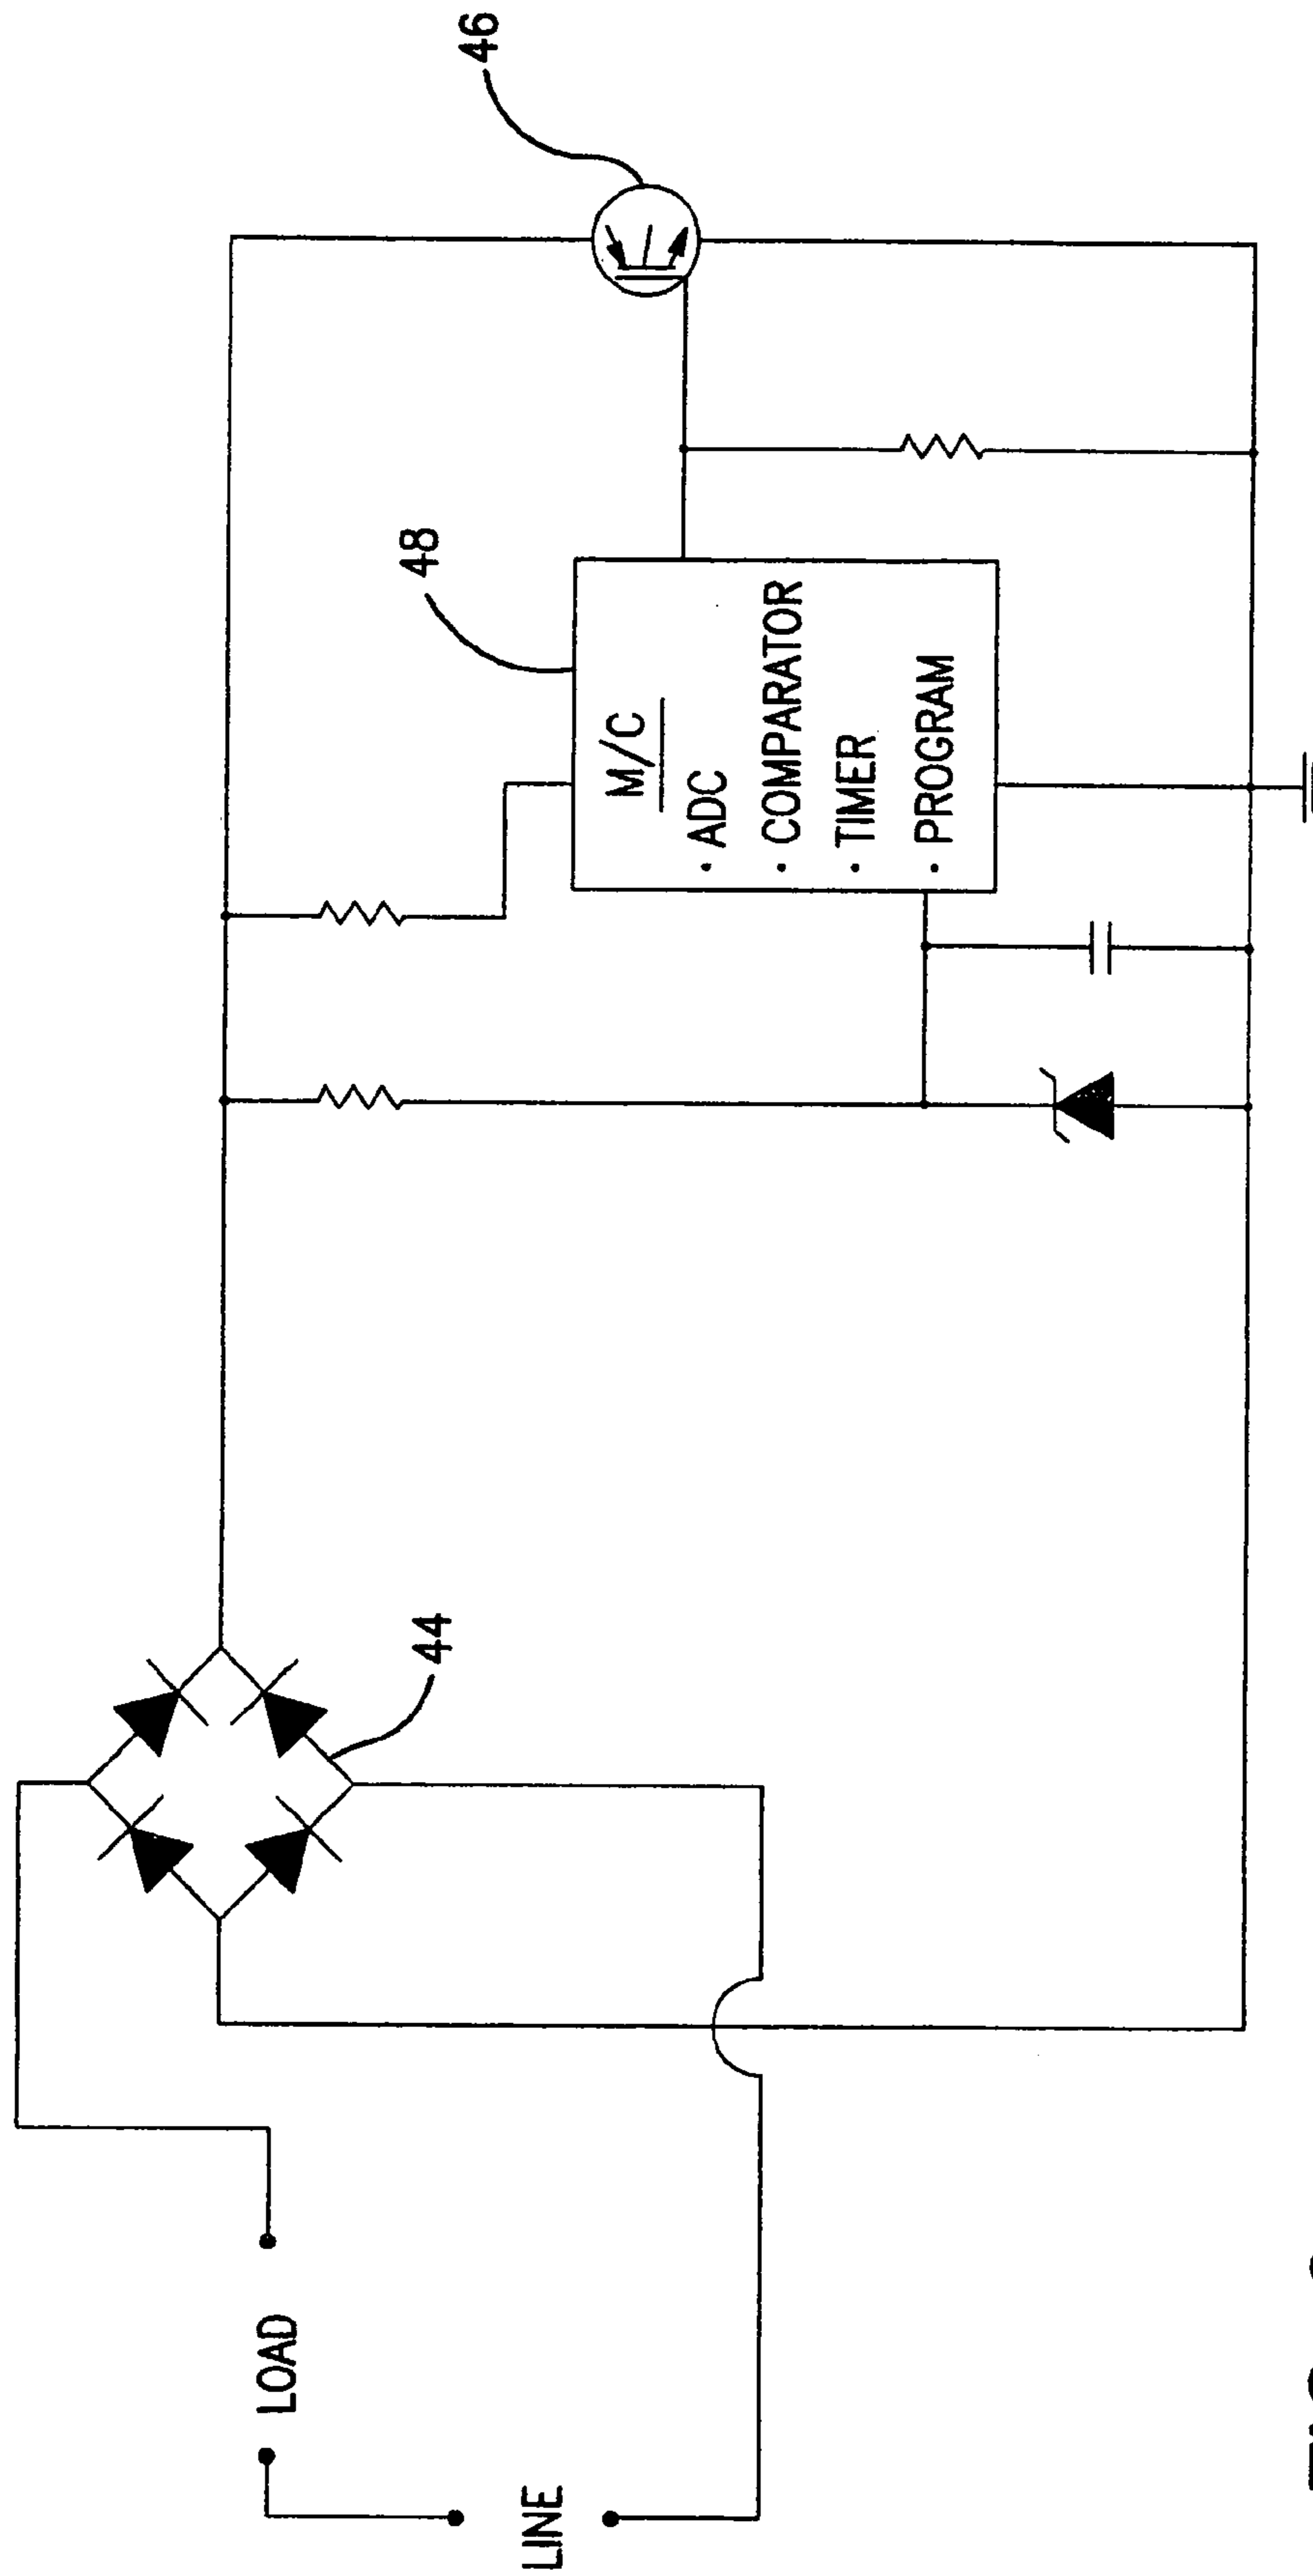 46
48
M/C
· ADC
· COMPARATOR
· TIMER
· PROGRAM
44
LOAD
LINE